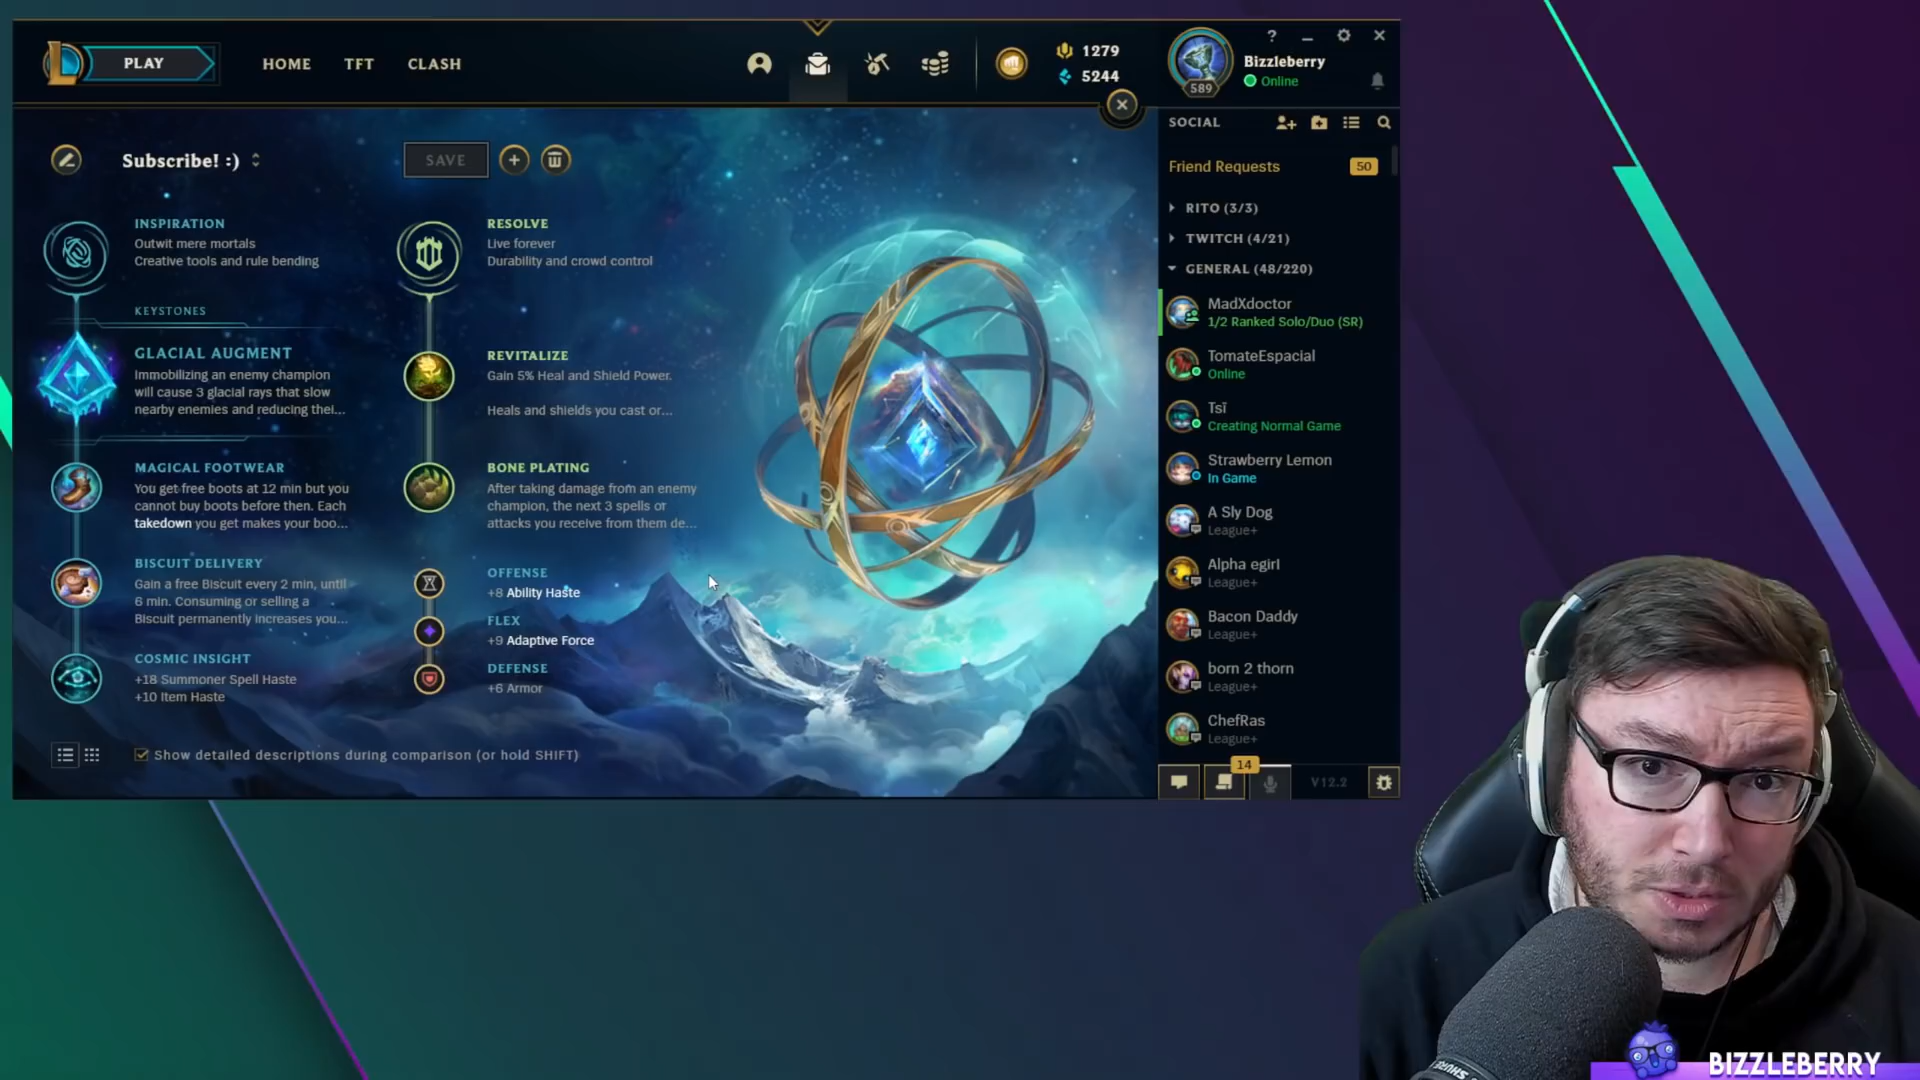 PLAY
HOME
TFT
CLASH
1279
5244
?
589
Bizzleberry
Online
Subscribe! :)
SAVE
INSPIRATION
Outwit mere mortals
Creative tools and rule bending
KEYSTONES
GLACIAL AUGMENT
Immobilizing an enemy champion
will cause 3 glacial rays that slow
nearby enemies and reducing thei...
MAGICAL FOOTWEAR
You get free boots at 12 min but you
cannot buy boots before then. Each
takedown you get makes your boo...
BISCUIT DELIVERY
Gain a free Biscuit every 2 min, until
6 min. Consuming or selling a
Biscuit permanently increases you...
COSMIC INSIGHT
+18 Summoner Spell Haste
+10 Item Haste
RESOLVE
Live forever
Durability and crowd control
REVITALIZE
Gain 5% Heal and Shield Power.
Heals and shields you cast or...
BONE PLATING
After taking damage from an enemy
champion, the next 3 spells or
attacks you receive from them de...
OFFENSE
+8 Ability Haste
FLEX
+9 Adaptive Force
DEFENSE
+6 Armor
Show detailed descriptions during comparison (or hold SHIFT)
SOCIAL
Friend Requests
50
RITO (3/3)
TWITCH (4/21)
GENERAL (48/220)
MadXdoctor
1/2 Ranked Solo/Duo (SR)
TomateEspacial
Online
Tsī
Creating Normal Game
Strawberry Lemon
In Game
A Sly Dog
League+
Alpha egirl
League+
Bacon Daddy
League+
born 2 thorn
League+
ChefRas
League+
14
V12.2
SHURE
BIZZLEBERRY